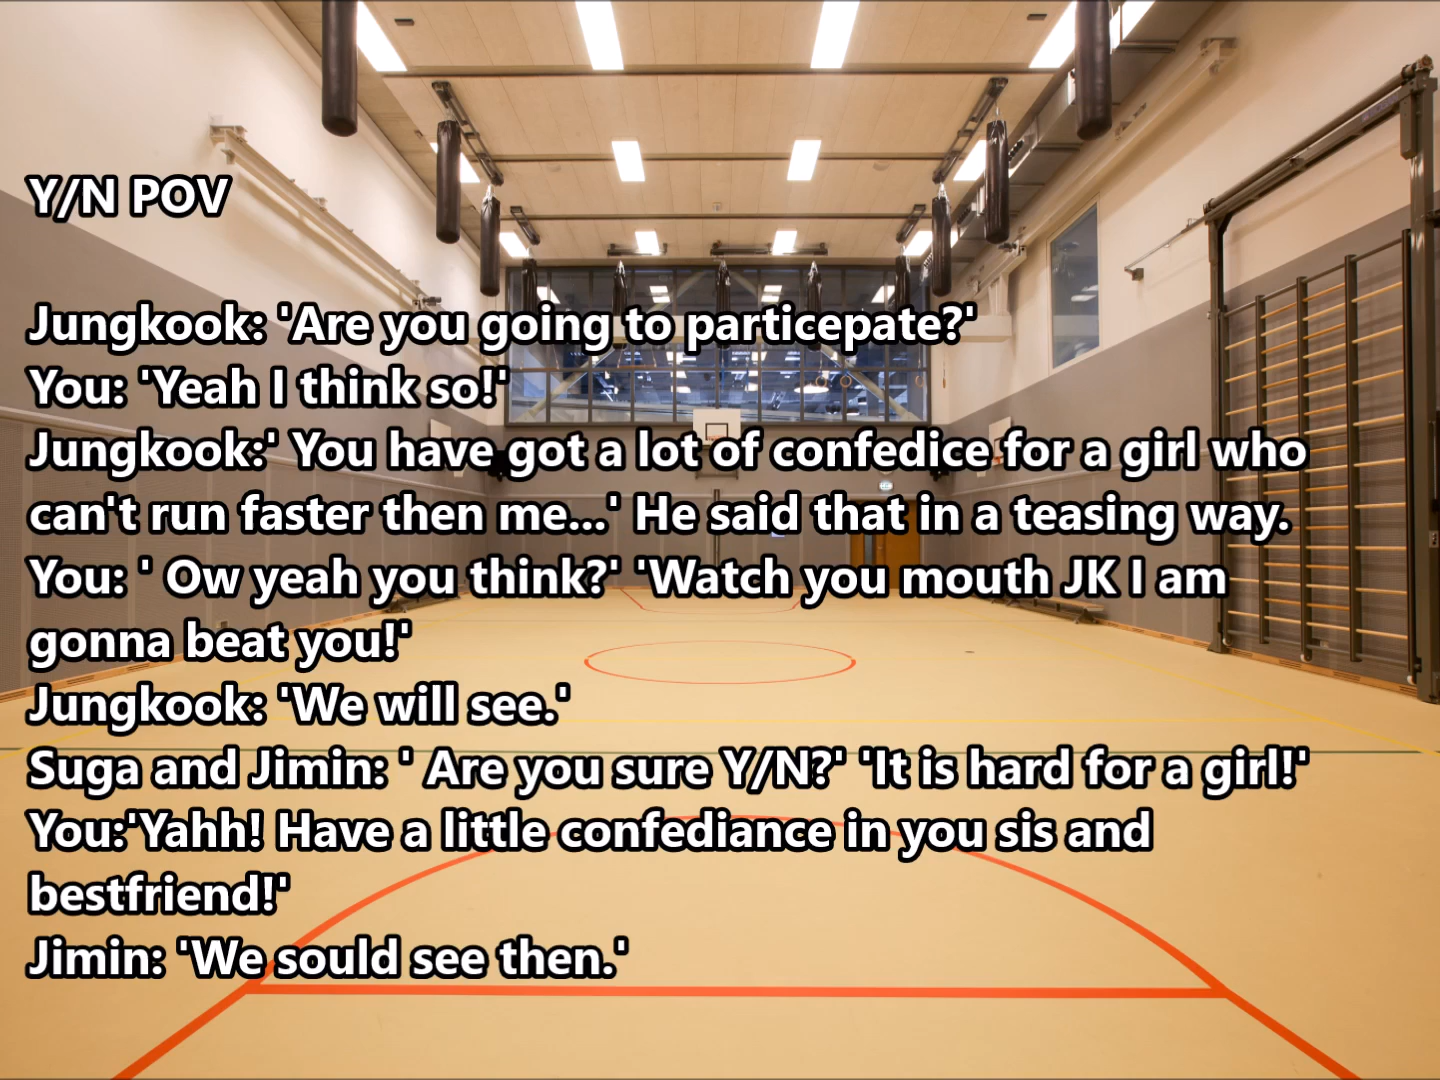 Y/N POV
Jungkook: 'Are you going to particepate?'
You: 'Yeah I think so!'
Jungkook:' You have got a lot of confedice for a girl who
can't run faster then me...' He said that in a teasing way.
You: ' Ow yeah you think?' 'Watch you mouth JK I am
gonna beat you!'
Jungkook: 'We will see.'
Suga and Jimin: ' Are you sure Y/N?' 'It is hard for a girl!'
You:'Yahh! Have a little confediance in you sis and
bestfriend!'
Jimin: 'We sould see then.'